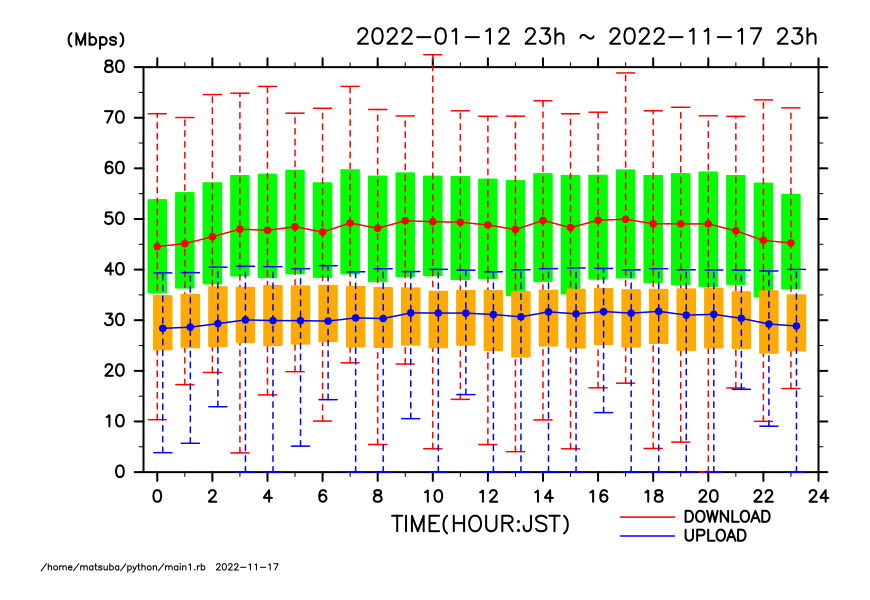 (Mbps)
2022-01-12 23h ~ 2022-11-17 23h
80
70
60
50
40
30
20
10
0
0 2 4 6 8 10 12 14 16 18 20 22 24
TIME(HOUR:JST)
DOWNLOAD
UPLOAD
/home/matsuba/python/main1.rb 2022-11-17